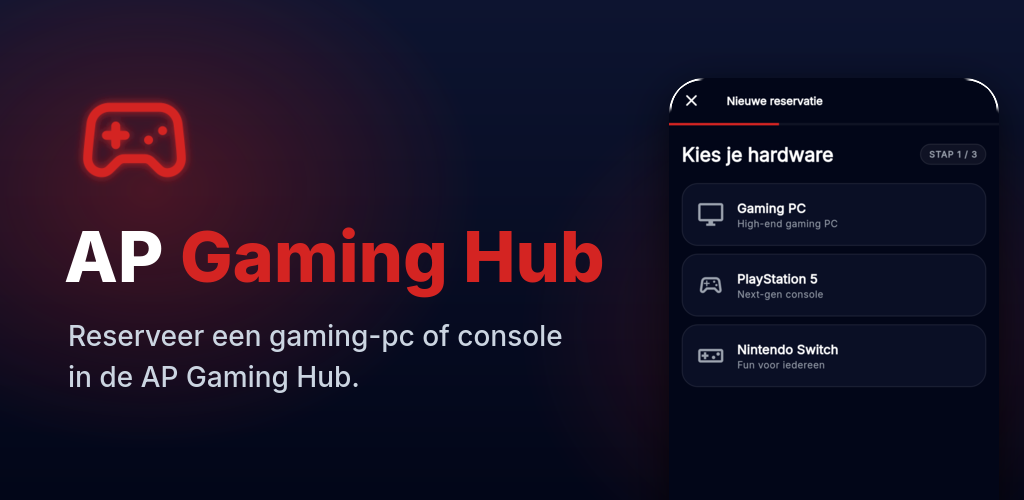 AP Gaming Hub
Reserveer een gaming-pc of console
in de AP Gaming Hub.
Nieuwe reservatie
Kies je hardware
STAP 1 / 3
Gaming PC
High-end gaming PC
PlayStation 5
Next-gen console
Nintendo Switch
Fun voor iedereen